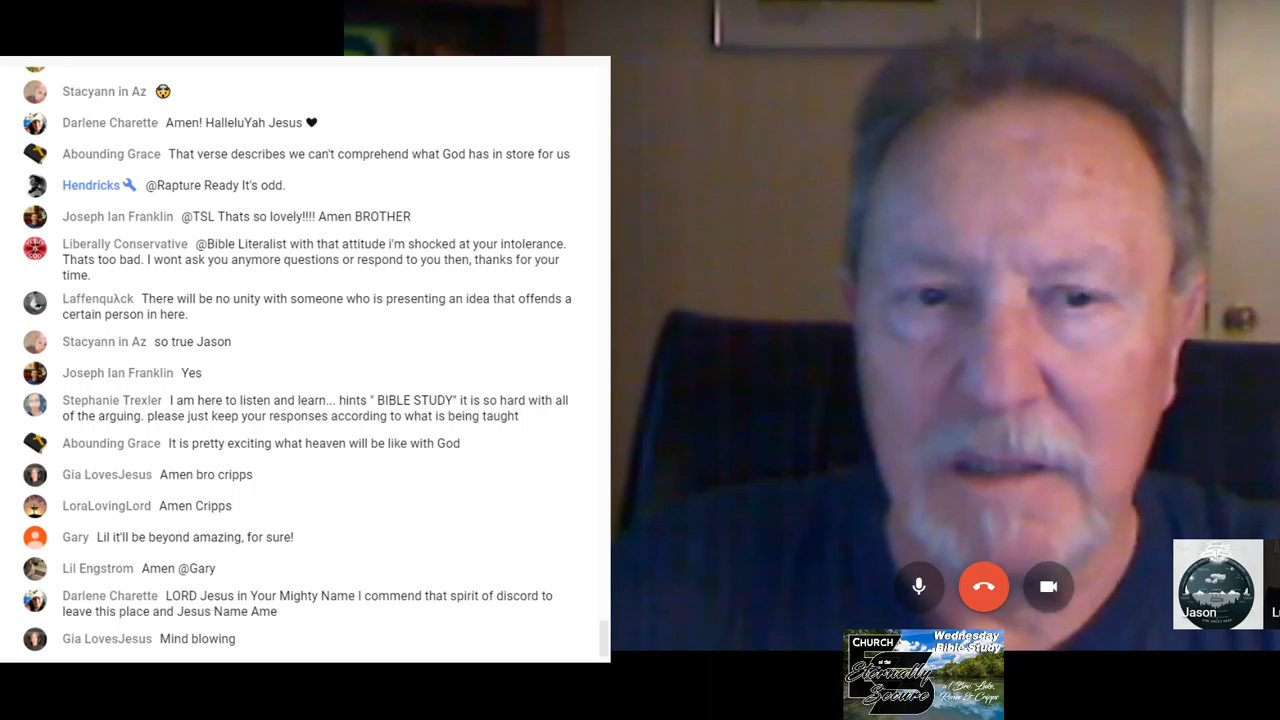 Stacyann in Az
Darlene Charette Amen! HalleluYah Jesus
Abounding Grace That verse describes we can't comprehend what God has in store for us
Hendricks @Rapture Ready It's odd.
Joseph Ian Franklin @TSL Thats so lovely!!!! Amen BROTHER
Liberally Conservative @Bible Literalist with that attitude i'm shocked at your intolerance.
Thats too bad. I wont ask you anymore questions or respond to you then, thanks for your
time.
Laffenquλck There will be no unity with someone who is presenting an idea that offends a
certain person in here.
Stacyann in Az so true Jason
Joseph Ian Franklin Yes
Stephanie Trexler I am here to listen and learn... hints " BIBLE STUDY" it is so hard with all
of the arguing. please just keep your responses according to what is being taught
Abounding Grace It is pretty exciting what heaven will be like with God
Gia LovesJesus Amen bro cripps
LoraLovingLord Amen Cripps
Gary Lil it'll be beyond amazing, for sure!
Lil Engstrom Amen @Gary
Darlene Charette LORD Jesus in Your Mighty Name I commend that spirit of discord to
leave this place and Jesus Name Ame
Gia LovesJesus Mind blowing
Jason
CHURCH
of the
Eternally
Secure
Wednesday
Bible Study
w/ Bro. Luke,
Kevin & Cripps